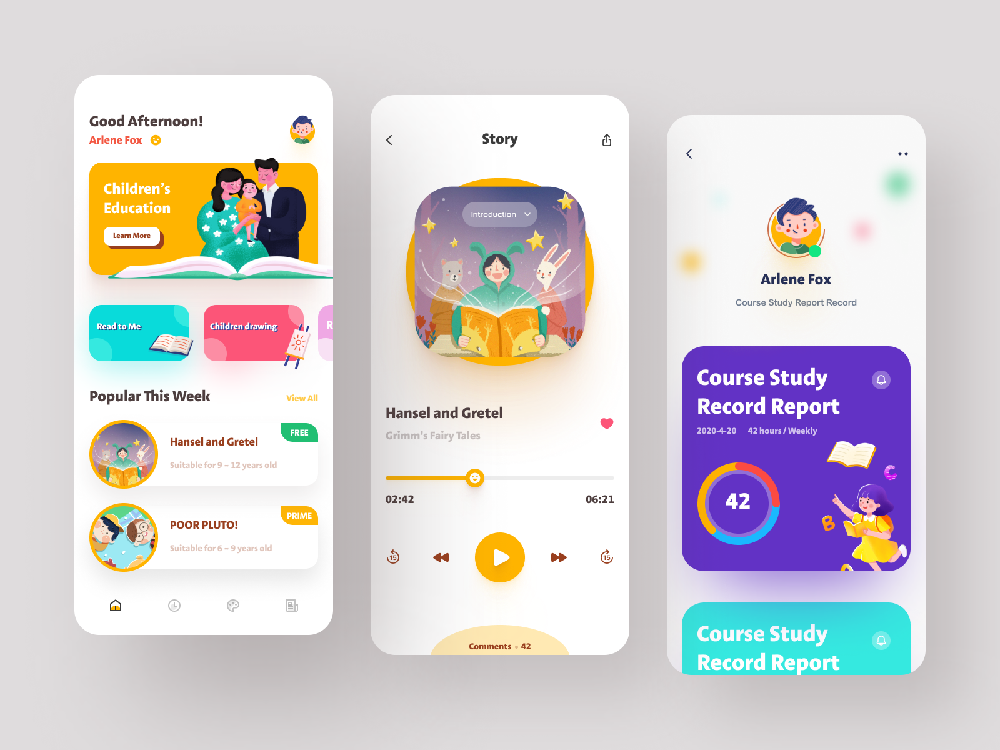 Good Afternoon!
Arlene Fox
Children's
Education
Learn More
Read to Me
Children drawing
R
Popular This Week
View All
Hansel and Gretel
FREE
Suitable for 9 – 12 years old
POOR PLUTO!
PRIME
Suitable for 6 – 9 years old
Story
Introduction
Hansel and Gretel
Grimm's Fairy Tales
02:42
06:21
15
15
Comments • 42
Arlene Fox
Course Study Report Record
Course Study
Record Report
2020-4-20 42 hours / Weekly
42
C
B
Course Study
Record Report